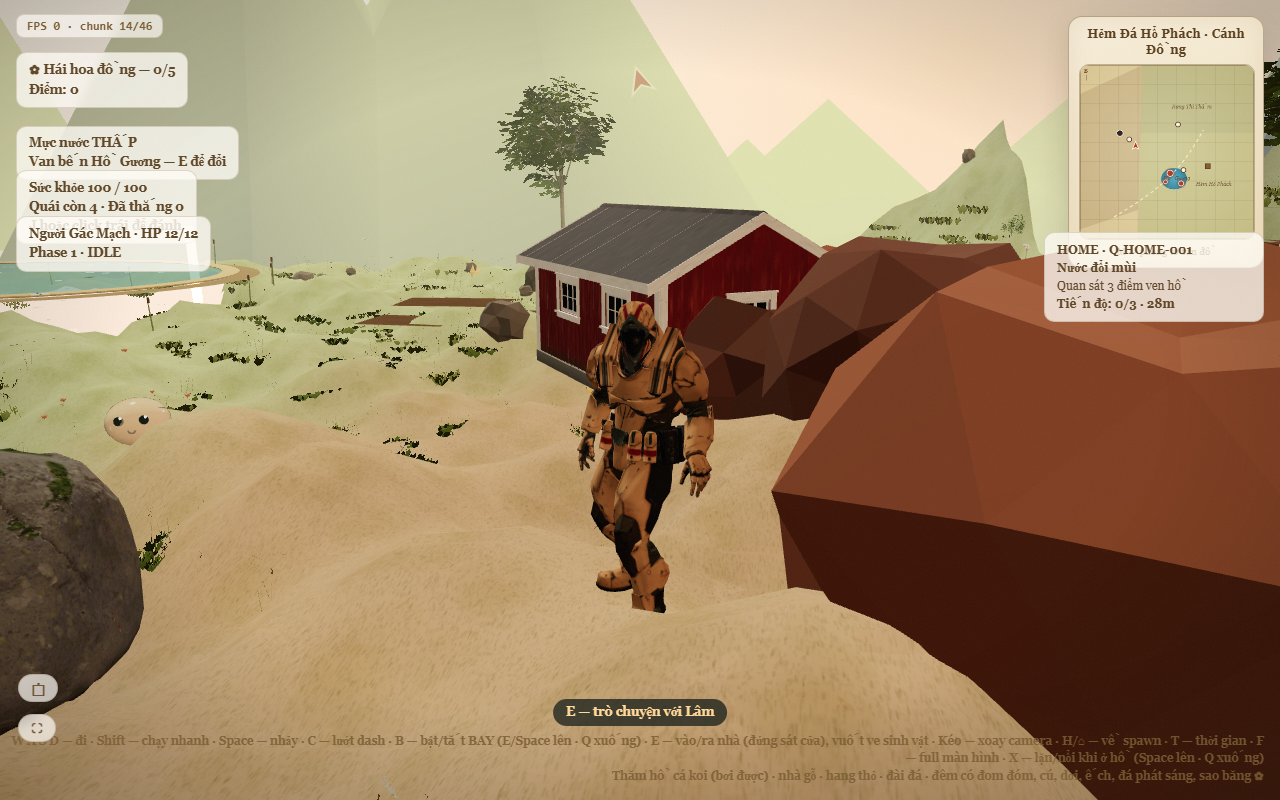 FPS 0 · chunk 14/46
✿ Hái hoa đồng — 0/5
Điểm: 0
Mực nước THẤP
Van bến Hồ Gương — E để đổi
Sức khỏe 100 / 100
Quái còn 4 · Đã thắng 0
Người Gác Mạch · HP 12/12
Phase 1 · IDLE
Hẻm Đá Hổ Phách · Cánh
Đồng
B
Hẻm Hổ Phách
HOME · Q-HOME-001
Nước đổi mùi
Quan sát 3 điểm ven hồ
Tiến độ: 0/3 · 28m
E — trò chuyện với Lâm
— đi · Shift — chạy nhanh · Space — nhảy · C — lướt dash · B — bật/tắt BAY (E/Space lên · Q xuống) · E — vào/ra nhà (đứng sát cửa), vuốt ve sinh vật · Kéo — xoay camera · H/⌂ — về spawn · T — thời gian · F
— full màn hình · X — lặn/nổi khi ở hồ (Space lên · Q xuống)
Thăm hồ cá koi (bơi được) · nhà gỗ · hang thỏ · đài đá · đêm có đom đóm, cú, dơi, ếch, đá phát sáng, sao băng ✿